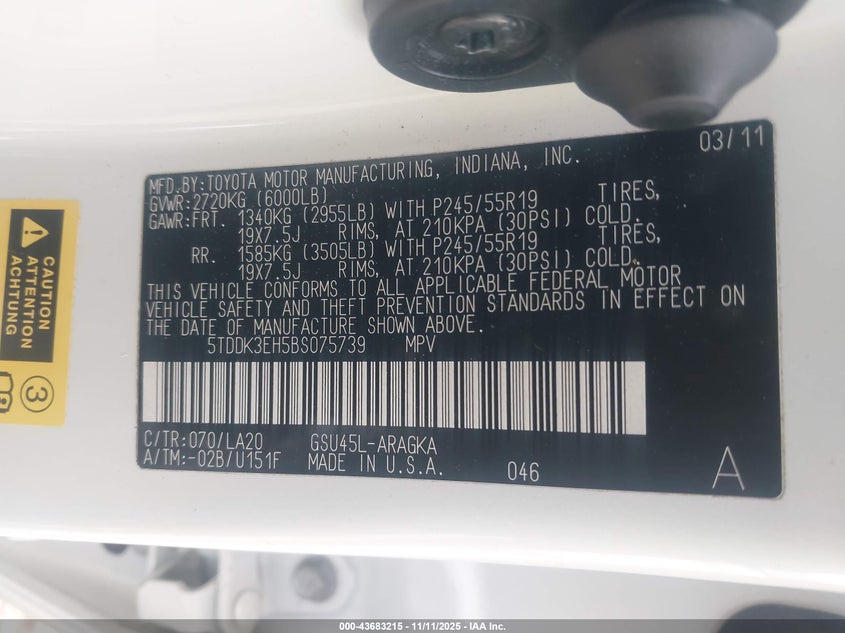 03/11
MFD.BY:TOYOTA MOTOR MANUFACTURING, INDIANA, INC.
GVWR:2720KG (6000LB)
GAWR:FRT. 1340KG (2955LB) WITH P245/55R19 TIRES,
19X7.5J RIMS, AT 210KPA (30PSI) COLD.
RR. 1585KG (3505LB) WITH P245/55R19 TIRES,
19X7.5J RIMS, AT 210KPA (30PSI) COLD.
THIS VEHICLE CONFORMS TO ALL APPLICABLE FEDERAL MOTOR
VEHICLE SAFETY AND THEFT PREVENTION STANDARDS IN EFFECT ON
THE DATE OF MANUFACTURE SHOWN ABOVE.
5TDDK3EH5BS075739 MPV
C/TR:070/LA20 GSU45L-ARAGKA
A/TM:-02B/U151F MADE IN U.S.A. 046 A
CAUTION
ATTENTION
ACHTUNG
3
000-43683215 - 11/11/2025 - IAA Inc.